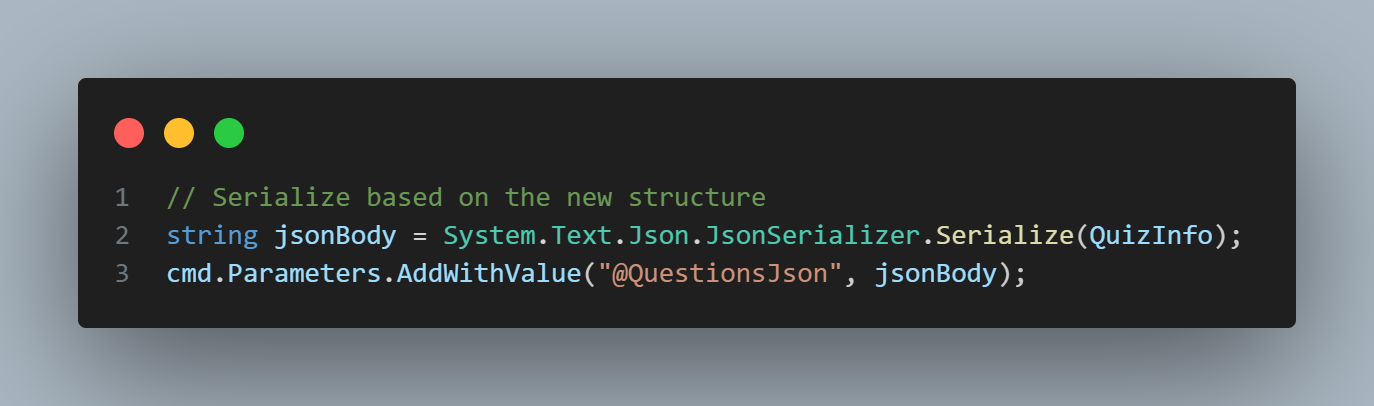 1 // Serialize based on the new structure
2 string jsonBody = System.Text.Json.JsonSerializer.Serialize(QuizInfo);
3 cmd.Parameters.AddWithValue("@QuestionsJson", jsonBody);